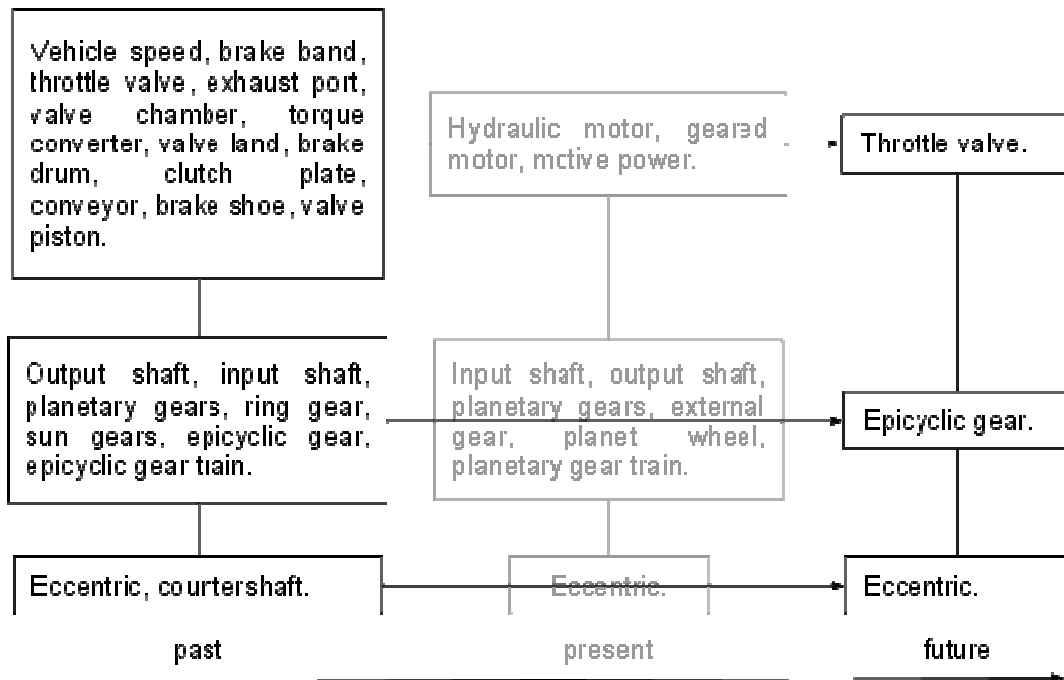 Vehicle speed, brake band,
throttle valve, exhaust port,
valve chamber, torque
converter, valve land, brake
drum, clutch plate,
conveyor, brake shoe, valve
piston.
Hydraulic motor, geared
motor, mctive power.
Throttle valve.
Output shaft, input shaft,
planetary gears, ring gear,
sun gears, epicyclic gear,
epicyclic gear train.
Input shaft, output shaft,
planetary gears, external
gear, planet wheel,
planetary gear train.
Epicyclic gear.
Eccentric, courtershaft.
Eccentric.
Eccentric.
past
present
future